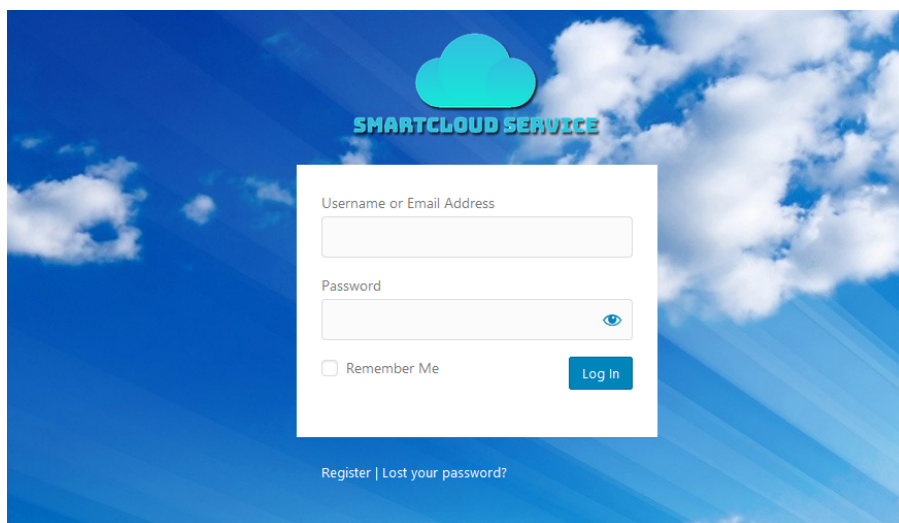 SMARTCLOUD SERVICE
Username or Email Address
Password
Remember Me
Log In
Register | Lost your password?